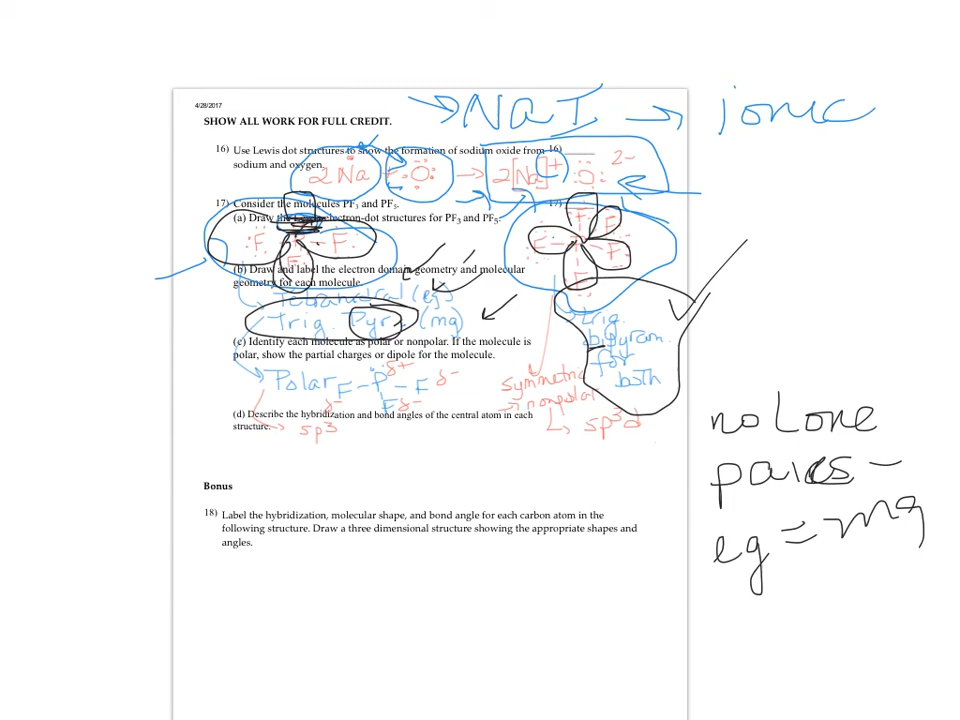 4/28/2017
→ NaI → ionic
SHOW ALL WORK FOR FULL CREDIT.
16) Use Lewis dot structures to show the formation of sodium oxide from 16)
sodium and oxygen.
2Na O → 2[Na]+ O 2-
17) Consider the molecules PF3 and PF5.
(a) Draw the electron-dot structures for PF3 and PF5.
F F F
F F F F F
(b) Draw and label the electron domain geometry and molecular
geometry for each molecule.
Tetrahedral (eg)
Trig. Pyr. (mg)
trig.
bipyram.
for
both
(c) Identify each molecule as polar or nonpolar. If the molecule is
polar, show the partial charges or dipole for the molecule.
Polar F-P-F δ+ δ-
δ- F δ-
Symmetric
→ nonpolar
(d) Describe the hybridization and bond angles of the central atom in each
structure.
sp3
sp3d
no Lone
pairs -
eg = mg
Bonus
18) Label the hybridization, molecular shape, and bond angle for each carbon atom in the
following structure. Draw a three dimensional structure showing the appropriate shapes and
angles.